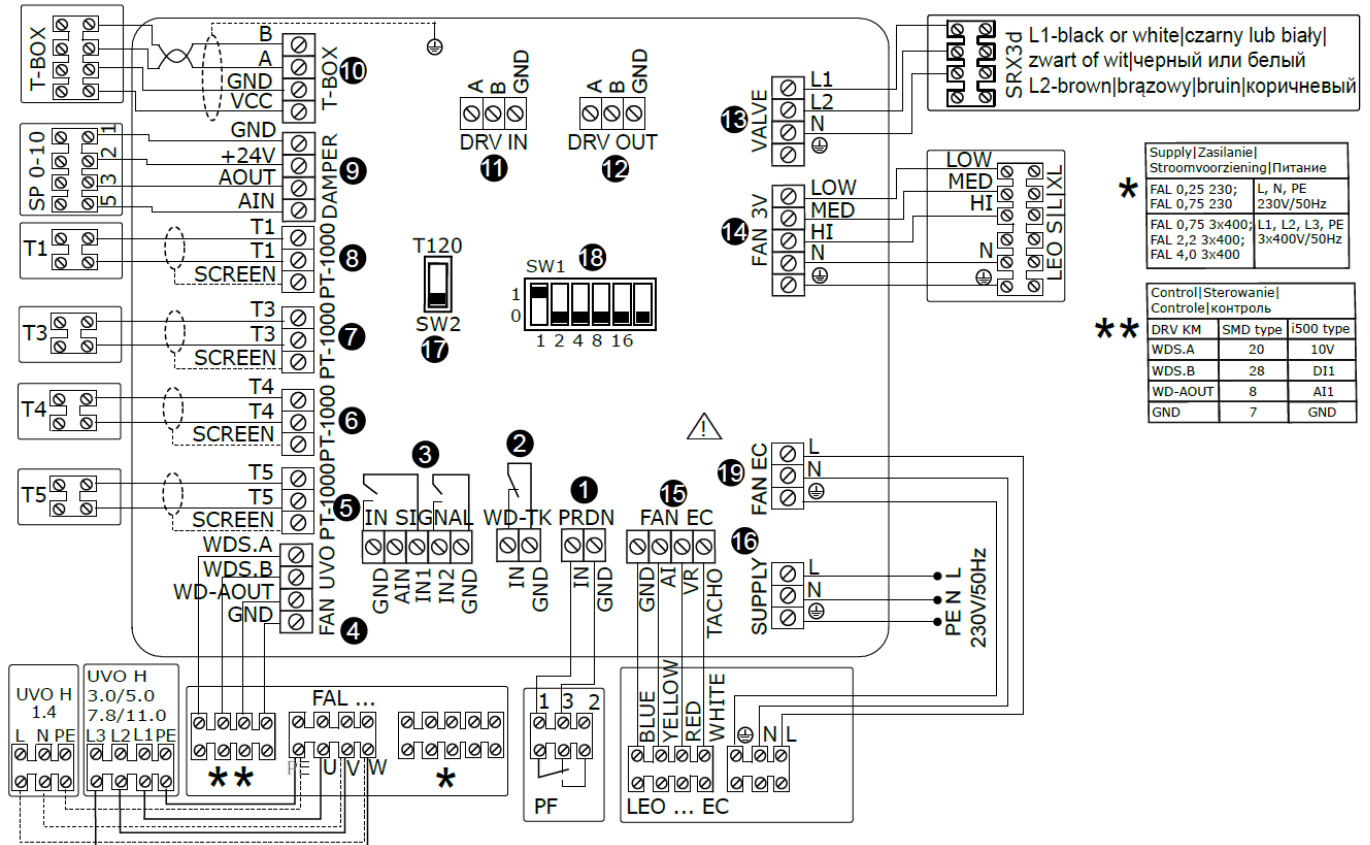 T-BOX
B
A
GND
VCC
T-BOX
10
SP 0-10
1
2
3
5
GND
+24V
AOUT
AIN
DAMPER
9
T1
T1
T1
SCREEN
PT-1000
8
T3
T3
T3
SCREEN
PT-1000
7
T4
T4
T4
SCREEN
PT-1000
6
T5
T5
T5
SCREEN
PT-1000
5
WDS.A
WDS.B
WD-AOUT
GND
FAN UVO
4
A
B
GND
DRV IN
11
A
B
GND
DRV OUT
12
T120
SW2
17
18
SW1
1
0
1 2 4 8 16
3
IN SIGNAL
GND
AIN
IN1
IN2
GND
2
WD-TK
IN
GND
1
PRDN
IN
GND
15
FAN EC
GND
AI
VR
TACHO
13
VALVE
L1
L2
N
14
FAN 3V
LOW
MED
HI
N
LOW
MED
HI
N
LEO S|L|XL
19
FAN EC
L
N
16
SUPPLY
L
N
PE N L
230V/50Hz
SRX3d
L1-black or white|czarny lub biały|
zwart of wit|черный или белый
L2-brown|brązowy|bruin|коричневый
*
Supply|Zasilanie|
Stroomvoorziening|Питание
FAL 0,25 230; L, N, PE
FAL 0,75 230 230V/50Hz
FAL 0,75 3x400; L1, L2, L3, PE
FAL 2,2 3x400; 3x400V/50Hz
FAL 4,0 3x400
**
Control|Sterowanie|
Controle|контроль
DRV KM SMD type i500 type
WDS.A 20 10V
WDS.B 28 DI1
WD-AOUT 8 AI1
GND 7 GND
UVO H
1.4
L N PE
UVO H
3.0/5.0
7.8/11.0
L3 L2 L1 PE
FAL ...
**
PE U V W
*
1 3 2
PF
BLUE
YELLOW
RED
WHITE
N L
LEO ... EC